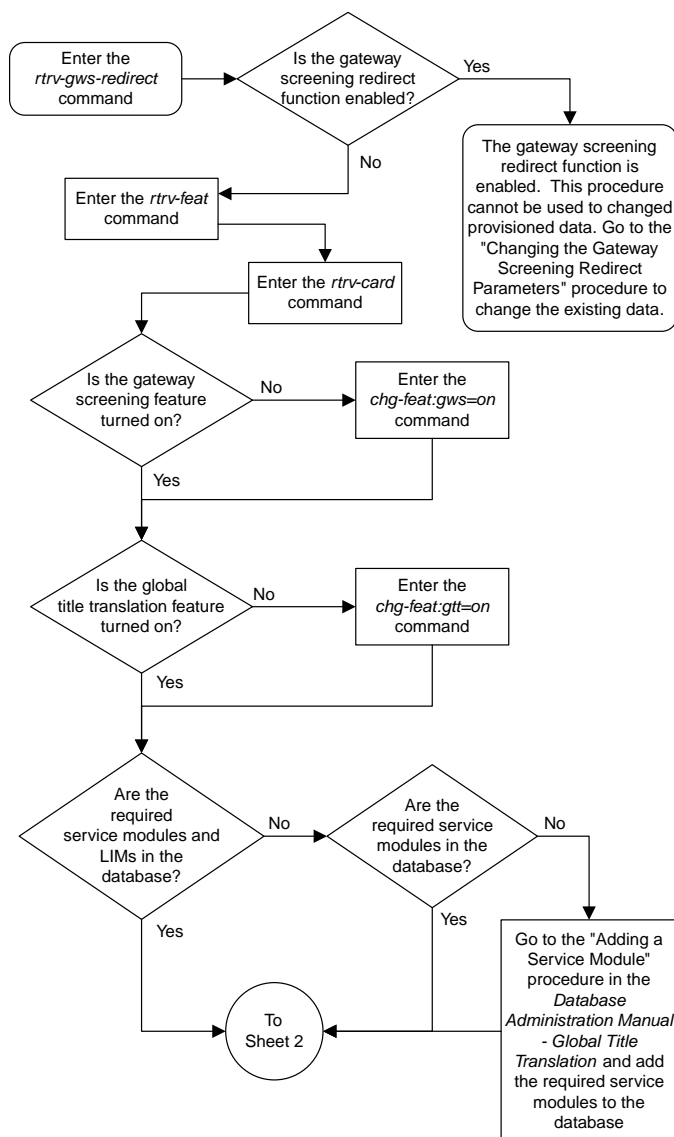 Enter the
rtrv-gws-redirect
command
Is the gateway
screening redirect
function enabled?
Yes
No
The gateway screening
redirect function is
enabled.  This procedure
cannot be used to changed
provisioned data. Go to the
"Changing the Gateway
Screening Redirect
Parameters" procedure to
change the existing data.
Enter the rtrv-feat
command
Enter the rtrv-card
command
Is the gateway
screening feature
turned on?
No
Enter the
chg-feat:gws=on
command
Yes
Is the global
title translation feature
turned on?
No
Enter the
chg-feat:gtt=on
command
Yes
Are the
required
service modules and
LIMs in the
database?
No
Are the
required service
modules in the
database?
No
Yes
Yes
Go to the "Adding a
Service Module"
procedure in the
Database
Administration Manual
- Global Title
Translation and add
the required service
modules to the
database
To
Sheet 2